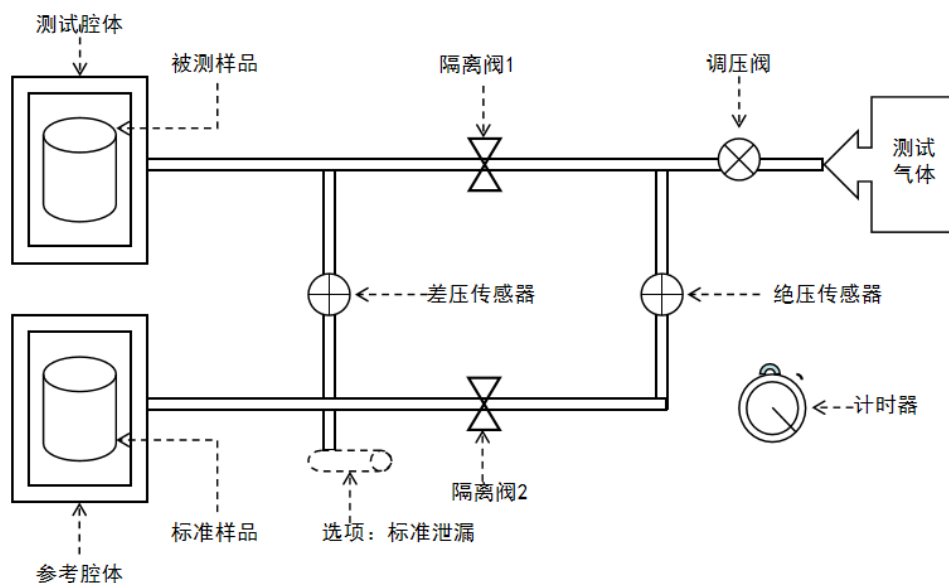 测试腔体
被测样品
隔离阀1
调压阀
测试
气体
差压传感器
绝压传感器
计时器
隔离阀2
标准样品
选项：标准泄漏
参考腔体